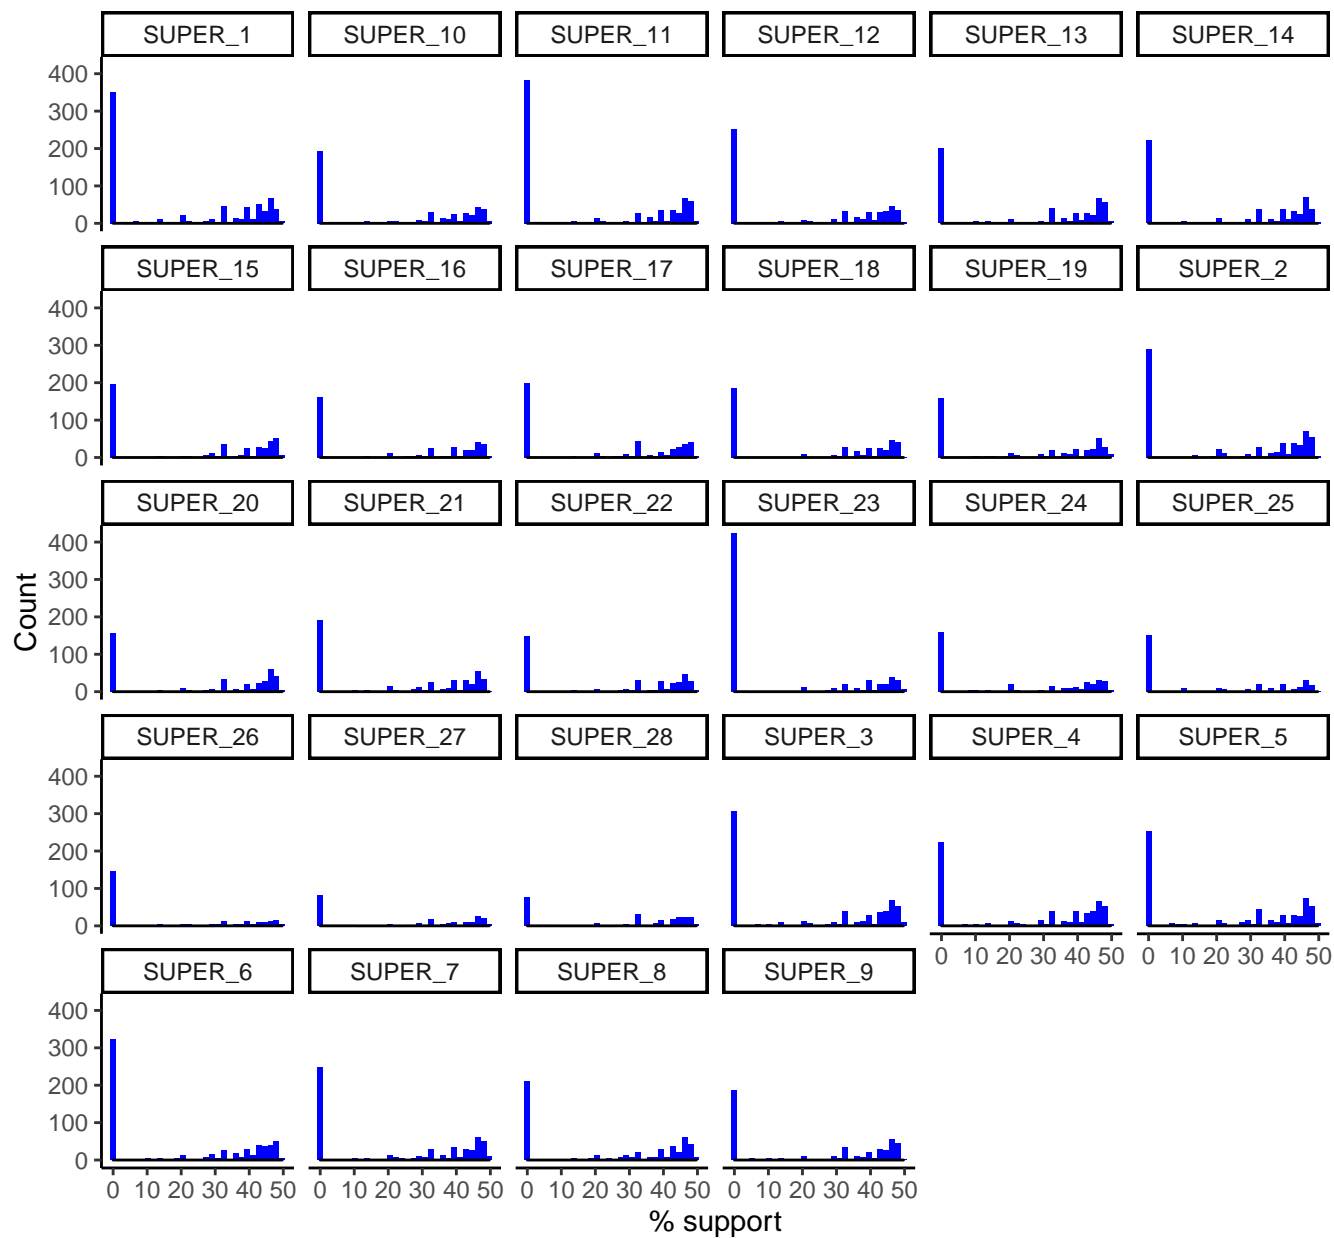 SUPER_1 SUPER_10 SUPER_11 SUPER_12 SUPER_13 SUPER_14
400
300
200
100
0
SUPER_15 SUPER_16 SUPER_17 SUPER_18 SUPER_19 SUPER_2
400
300
200
100
0
SUPER_20 SUPER_21 SUPER_22 SUPER_23 SUPER_24 SUPER_25
400
300
200
100
0
Count
SUPER_26 SUPER_27 SUPER_28 SUPER_3 SUPER_4 SUPER_5
400
300
200
100
0
0 10 20 30 40 50 0 10 20 30 40 50
SUPER_6 SUPER_7 SUPER_8 SUPER_9
400
300
200
100
0
0 10 20 30 40 50 0 10 20 30 40 50 0 10 20 30 40 50 0 10 20 30 40 50
% support